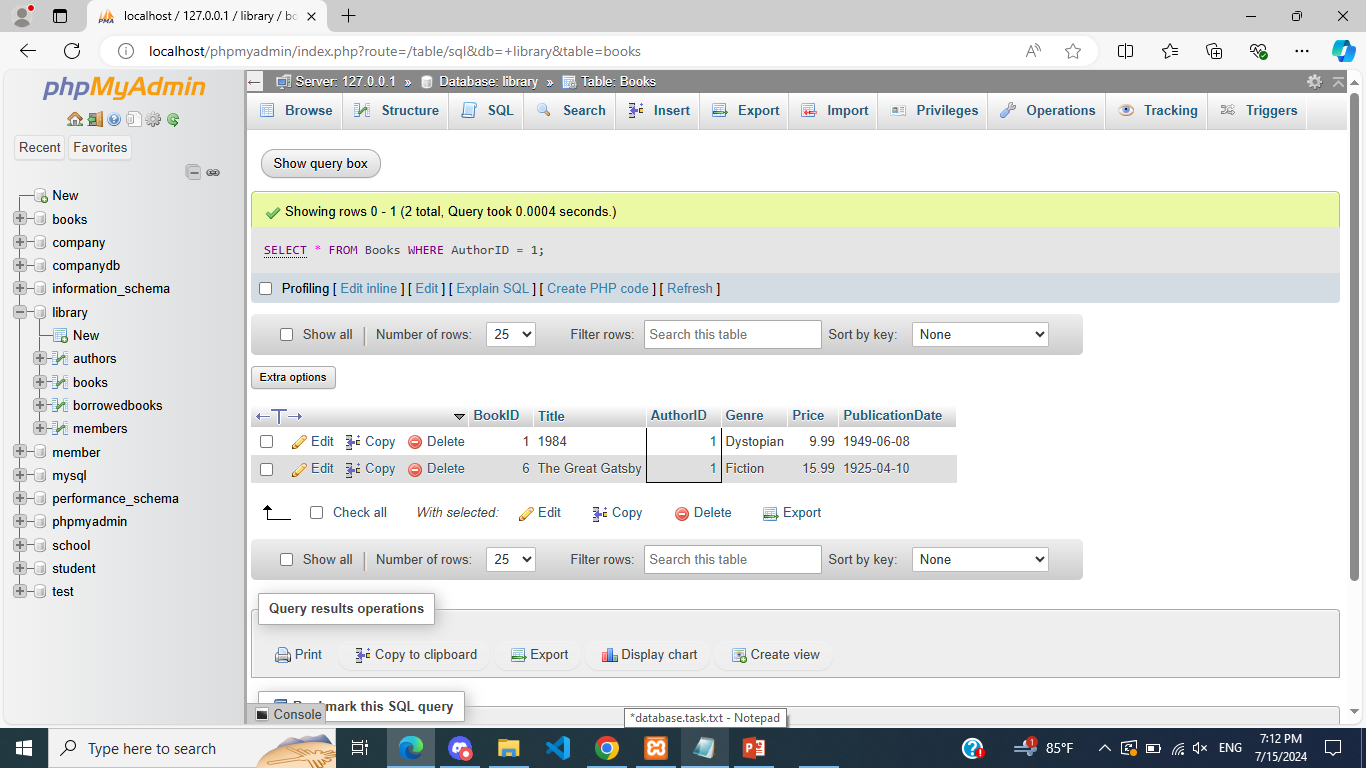 localhost / 127.0.0.1 / library / bo
localhost/phpmyadmin/index.php?route=/table/sql&db=+library&table=books
phpMyAdmin
Recent Favorites
New
books
company
companydb
information_schema
library
New
authors
books
borrowedbooks
members
member
mysql
performance_schema
phpmyadmin
school
student
test
Server: 127.0.0.1 » Database: library » Table: Books
Browse Structure SQL Search Insert Export Import Privileges Operations Tracking Triggers
Show query box
Showing rows 0 - 1 (2 total, Query took 0.0004 seconds.)
SELECT * FROM Books WHERE AuthorID = 1;
Profiling [ Edit inline ] [ Edit ] [ Explain SQL ] [ Create PHP code ] [ Refresh ]
Show all Number of rows: 25 Filter rows: Search this table Sort by key: None
Extra options
←T→ BookID Title AuthorID Genre Price PublicationDate
Edit Copy Delete 1 1984 1 Dystopian 9.99 1949-06-08
Edit Copy Delete 6 The Great Gatsby 1 Fiction 15.99 1925-04-10
Check all With selected: Edit Copy Delete Export
Show all Number of rows: 25 Filter rows: Search this table Sort by key: None
Query results operations
Print Copy to clipboard Export Display chart Create view
mark this SQL query
Console
*database.task.txt - Notepad
Type here to search
85°F
ENG
7:12 PM
7/15/2024